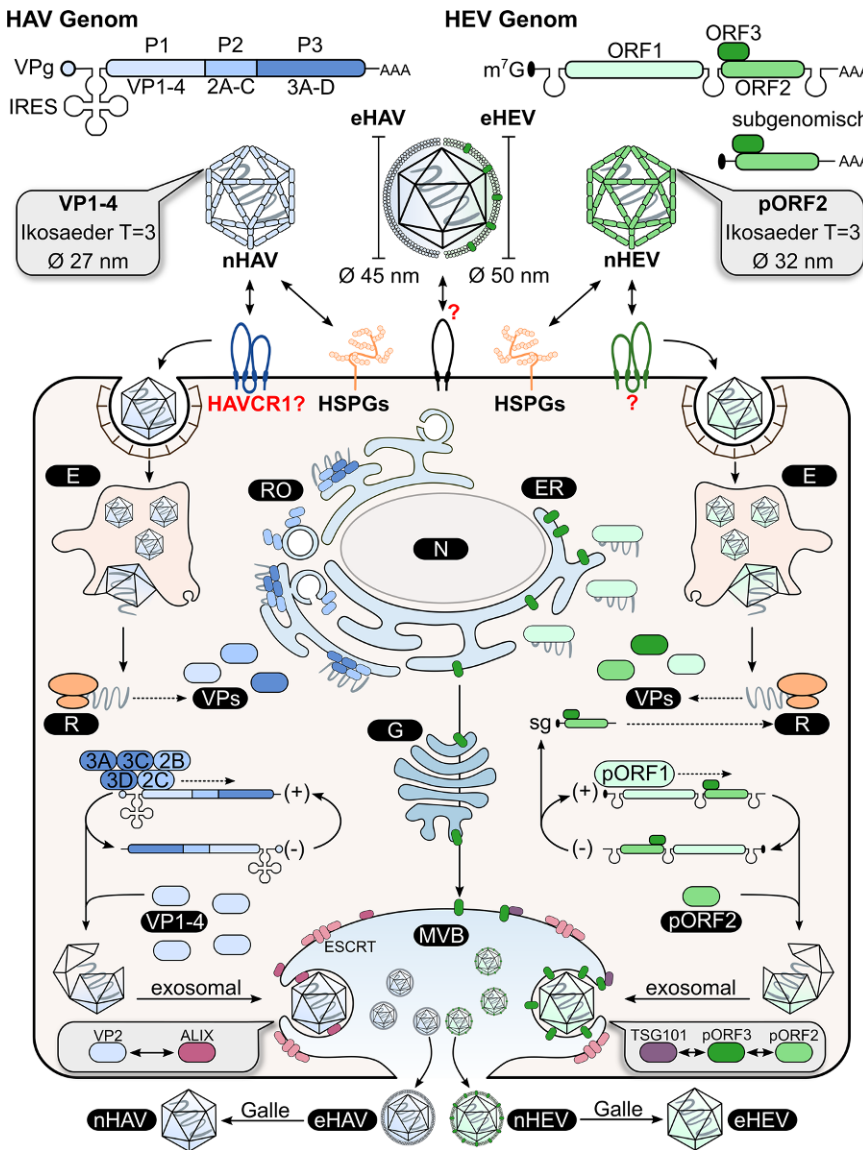 HAV Genom
HEV Genom
P1 P2 P3
VPg
AAA
VP1-4 2A-C 3A-D
IRES
ORF3
ORF1
m⁷G
AAA
ORF2
subgenomisch
AAA
eHAV
eHEV
VP1-4
Ikosaeder T=3
Ø 27 nm
nHAV
Ø 45 nm
Ø 50 nm
nHEV
pORF2
Ikosaeder T=3
Ø 32 nm
?
HAVCR1?
HSPGs
HSPGs
?
E
RO
ER
E
N
VPs
VPs
R
R
G
sg
3A 3C 2B
3D 2C
(+)
(-)
pORF1
(+)
(-)
VP1-4
pORF2
MVB
ESCRT
exosomal
exosomal
VP2
ALIX
TSG101
pORF3
pORF2
nHAV
Galle
eHAV
nHEV
Galle
eHEV